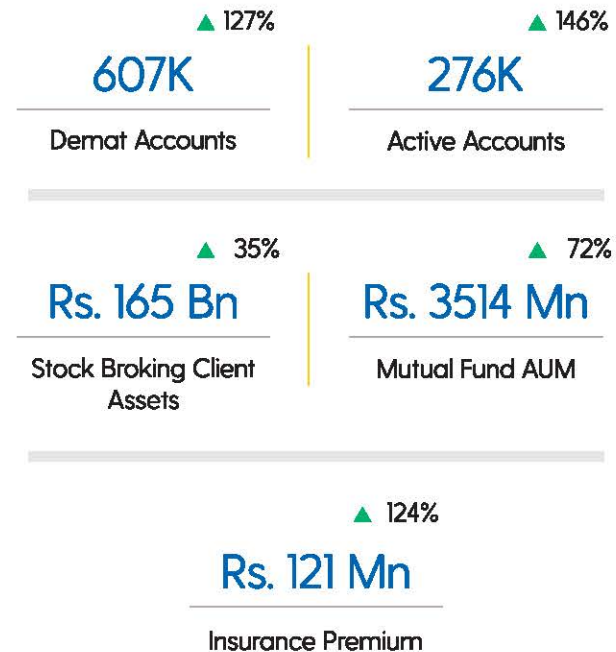 ▲ 127%
607K
Demat Accounts
▲ 146%
276K
Active Accounts
▲ 35%
Rs. 165 Bn
Stock Broking Client
Assets
▲ 72%
Rs. 3514 Mn
Mutual Fund AUM
▲ 124%
Rs. 121 Mn
Insurance Premium